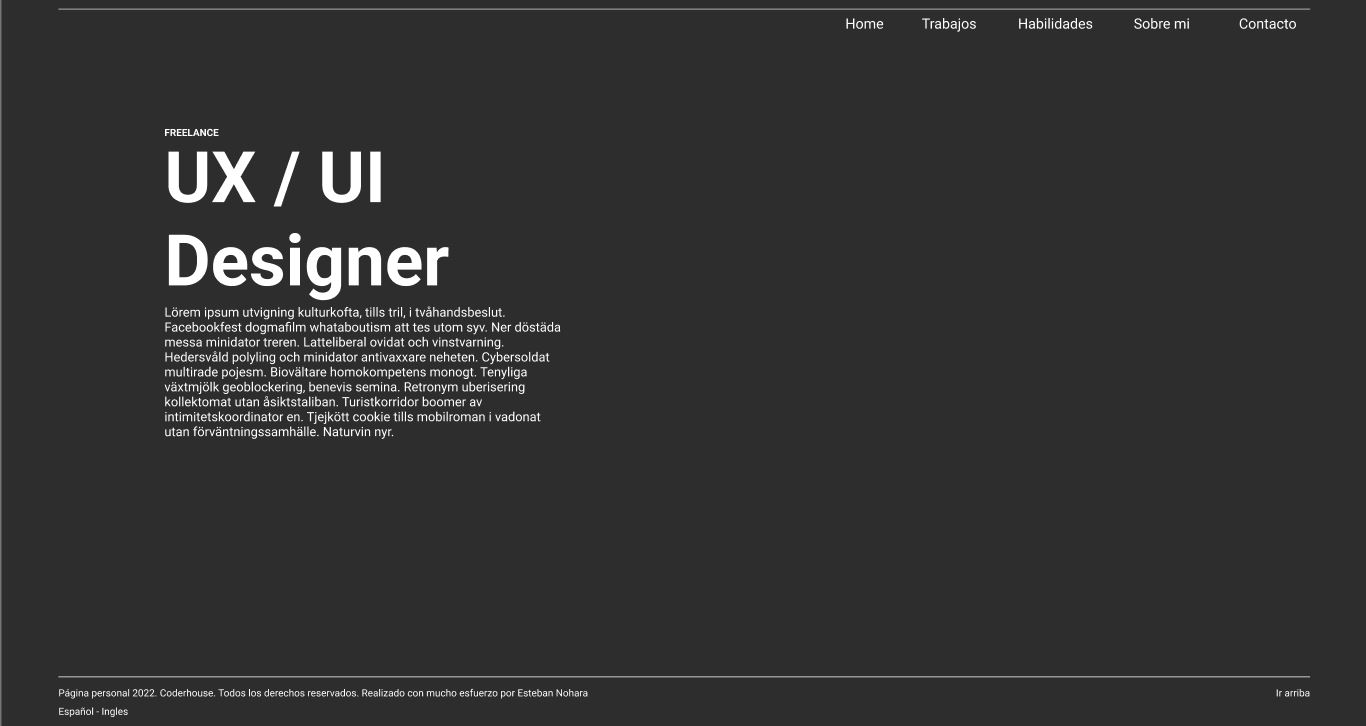 Home Trabajos Habilidades Sobre mi Contacto
FREELANCE
UX / UI
Designer
Lörem ipsum utvigning kulturkofta, tills tril, i tvåhandsbeslut.
Facebookfest dogmafilm whataboutism att tes utom syv. Ner döstäda
messa minidator treren. Latteliberal ovidat och vinstvarning.
Hedersvåld polyling och minidator antivaxxare neheten. Cybersoldat
multirade pojesm. Biovältare homokompetens monogt. Tenyliga
växtmjölk geoblockering, benevis semina. Retronym uberisering
kollektomat utan åsiktstaliban. Turistkorridor boomer av
intimitetskoordinator en. Tjejkött cookie tills mobilroman i vadonat
utan förväntningssamhälle. Naturvin nyr.
Página personal 2022. Coderhouse. Todos los derechos reservados. Realizado con mucho esfuerzo por Esteban Nohara Ir arriba
Español - Ingles